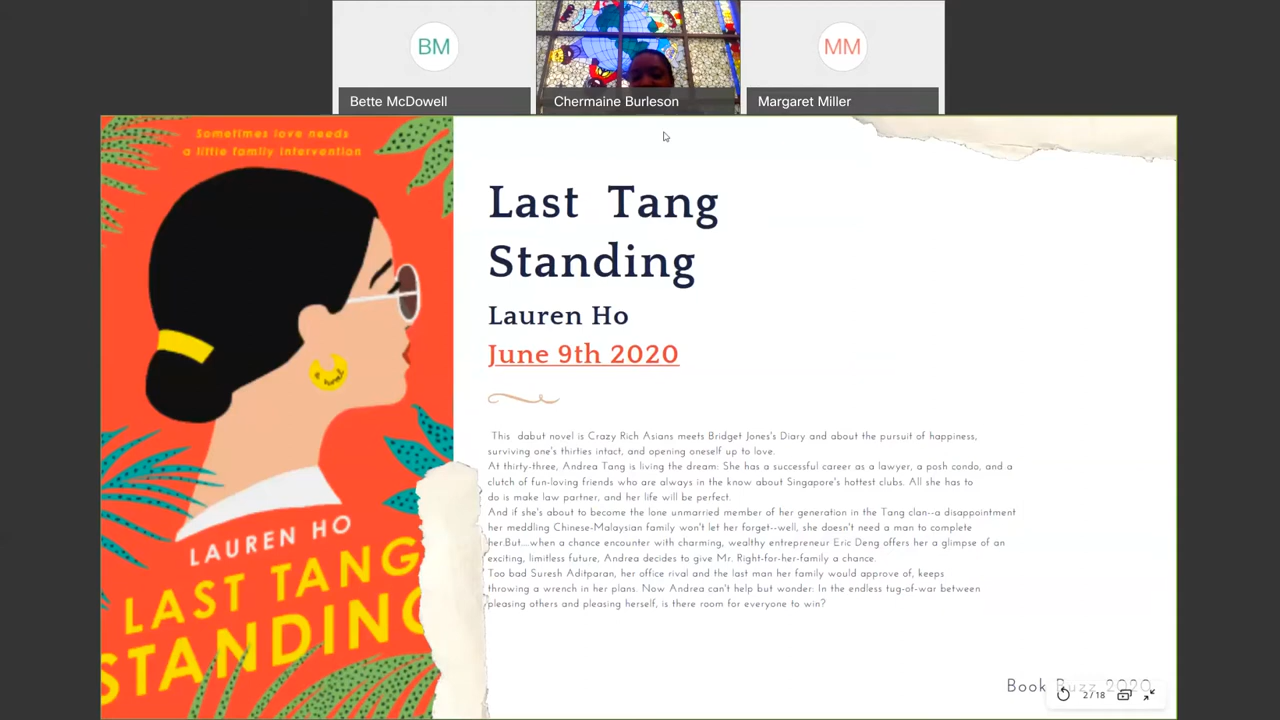 BM
MM
Bette McDowell
Chermaine Burleson
Margaret Miller
Sometimes love needs
a little family intervention
a novel
LAUREN HO
LAST TANG
STANDING
Last Tang
Standing
Lauren Ho
June 9th 2020
This dabut novel is Crazy Rich Asians meets Bridget Jones's Diary and about the pursuit of happiness,
surviving one's thirties intact, and opening oneself up to love.
At thirty-three, Andrea Tang is living the dream: She has a successful career as a lawyer, a posh condo, and a
clutch of fun-loving friends who are always in the know about Singapore's hottest clubs. All she has to
do is make law partner, and her life will be perfect.
And if she's about to become the lone unmarried member of her generation in the Tang clan--a disappointment
her meddling Chinese-Malaysian family won't let her forget--well, she doesn't need a man to complete
her.But....when a chance encounter with charming, wealthy entrepreneur Eric Deng offers her a glimpse of an
exciting, limitless future, Andrea decides to give Mr. Right-for-her-family a chance.
Too bad Suresh Aditparan, her office rival and the last man her family would approve of, keeps
throwing a wrench in her plans. Now Andrea can't help but wonder: In the endless tug-of-war between
pleasing others and pleasing herself, is there room for everyone to win?
Book Buzz 2020
2/18